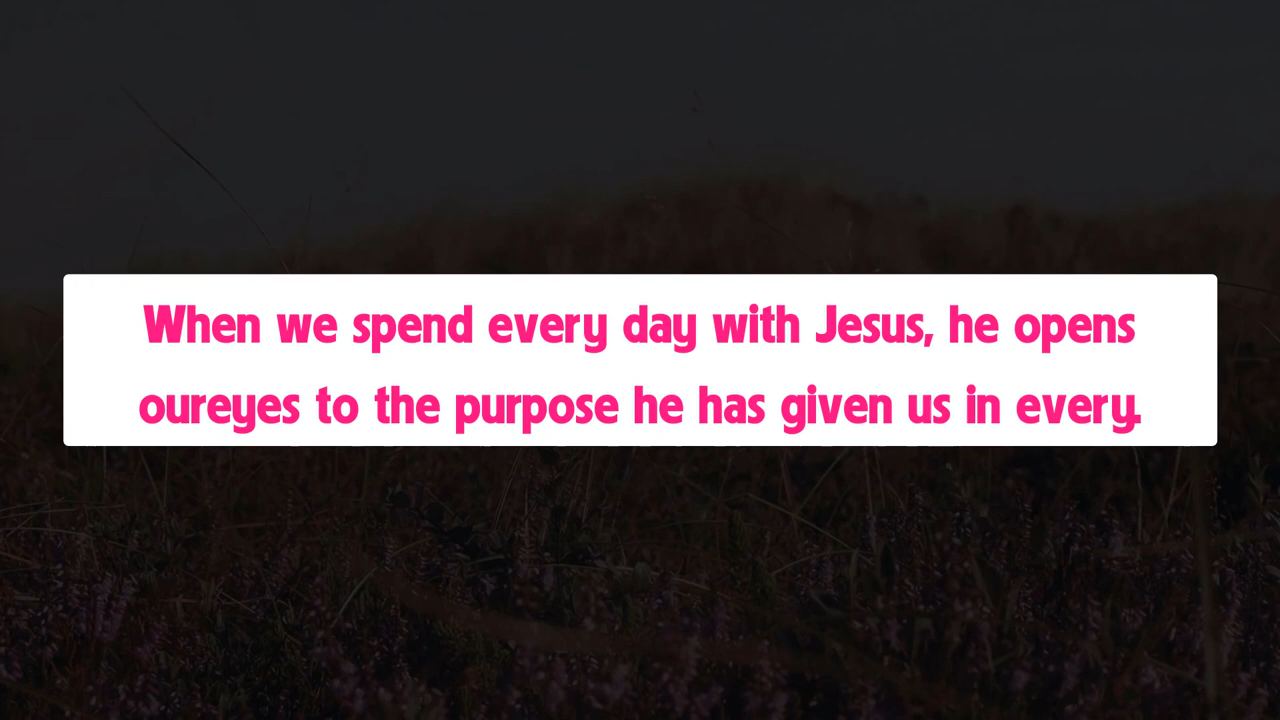 When we spend every day with Jesus, he opens
oureyes to the purpose he has given us in every.